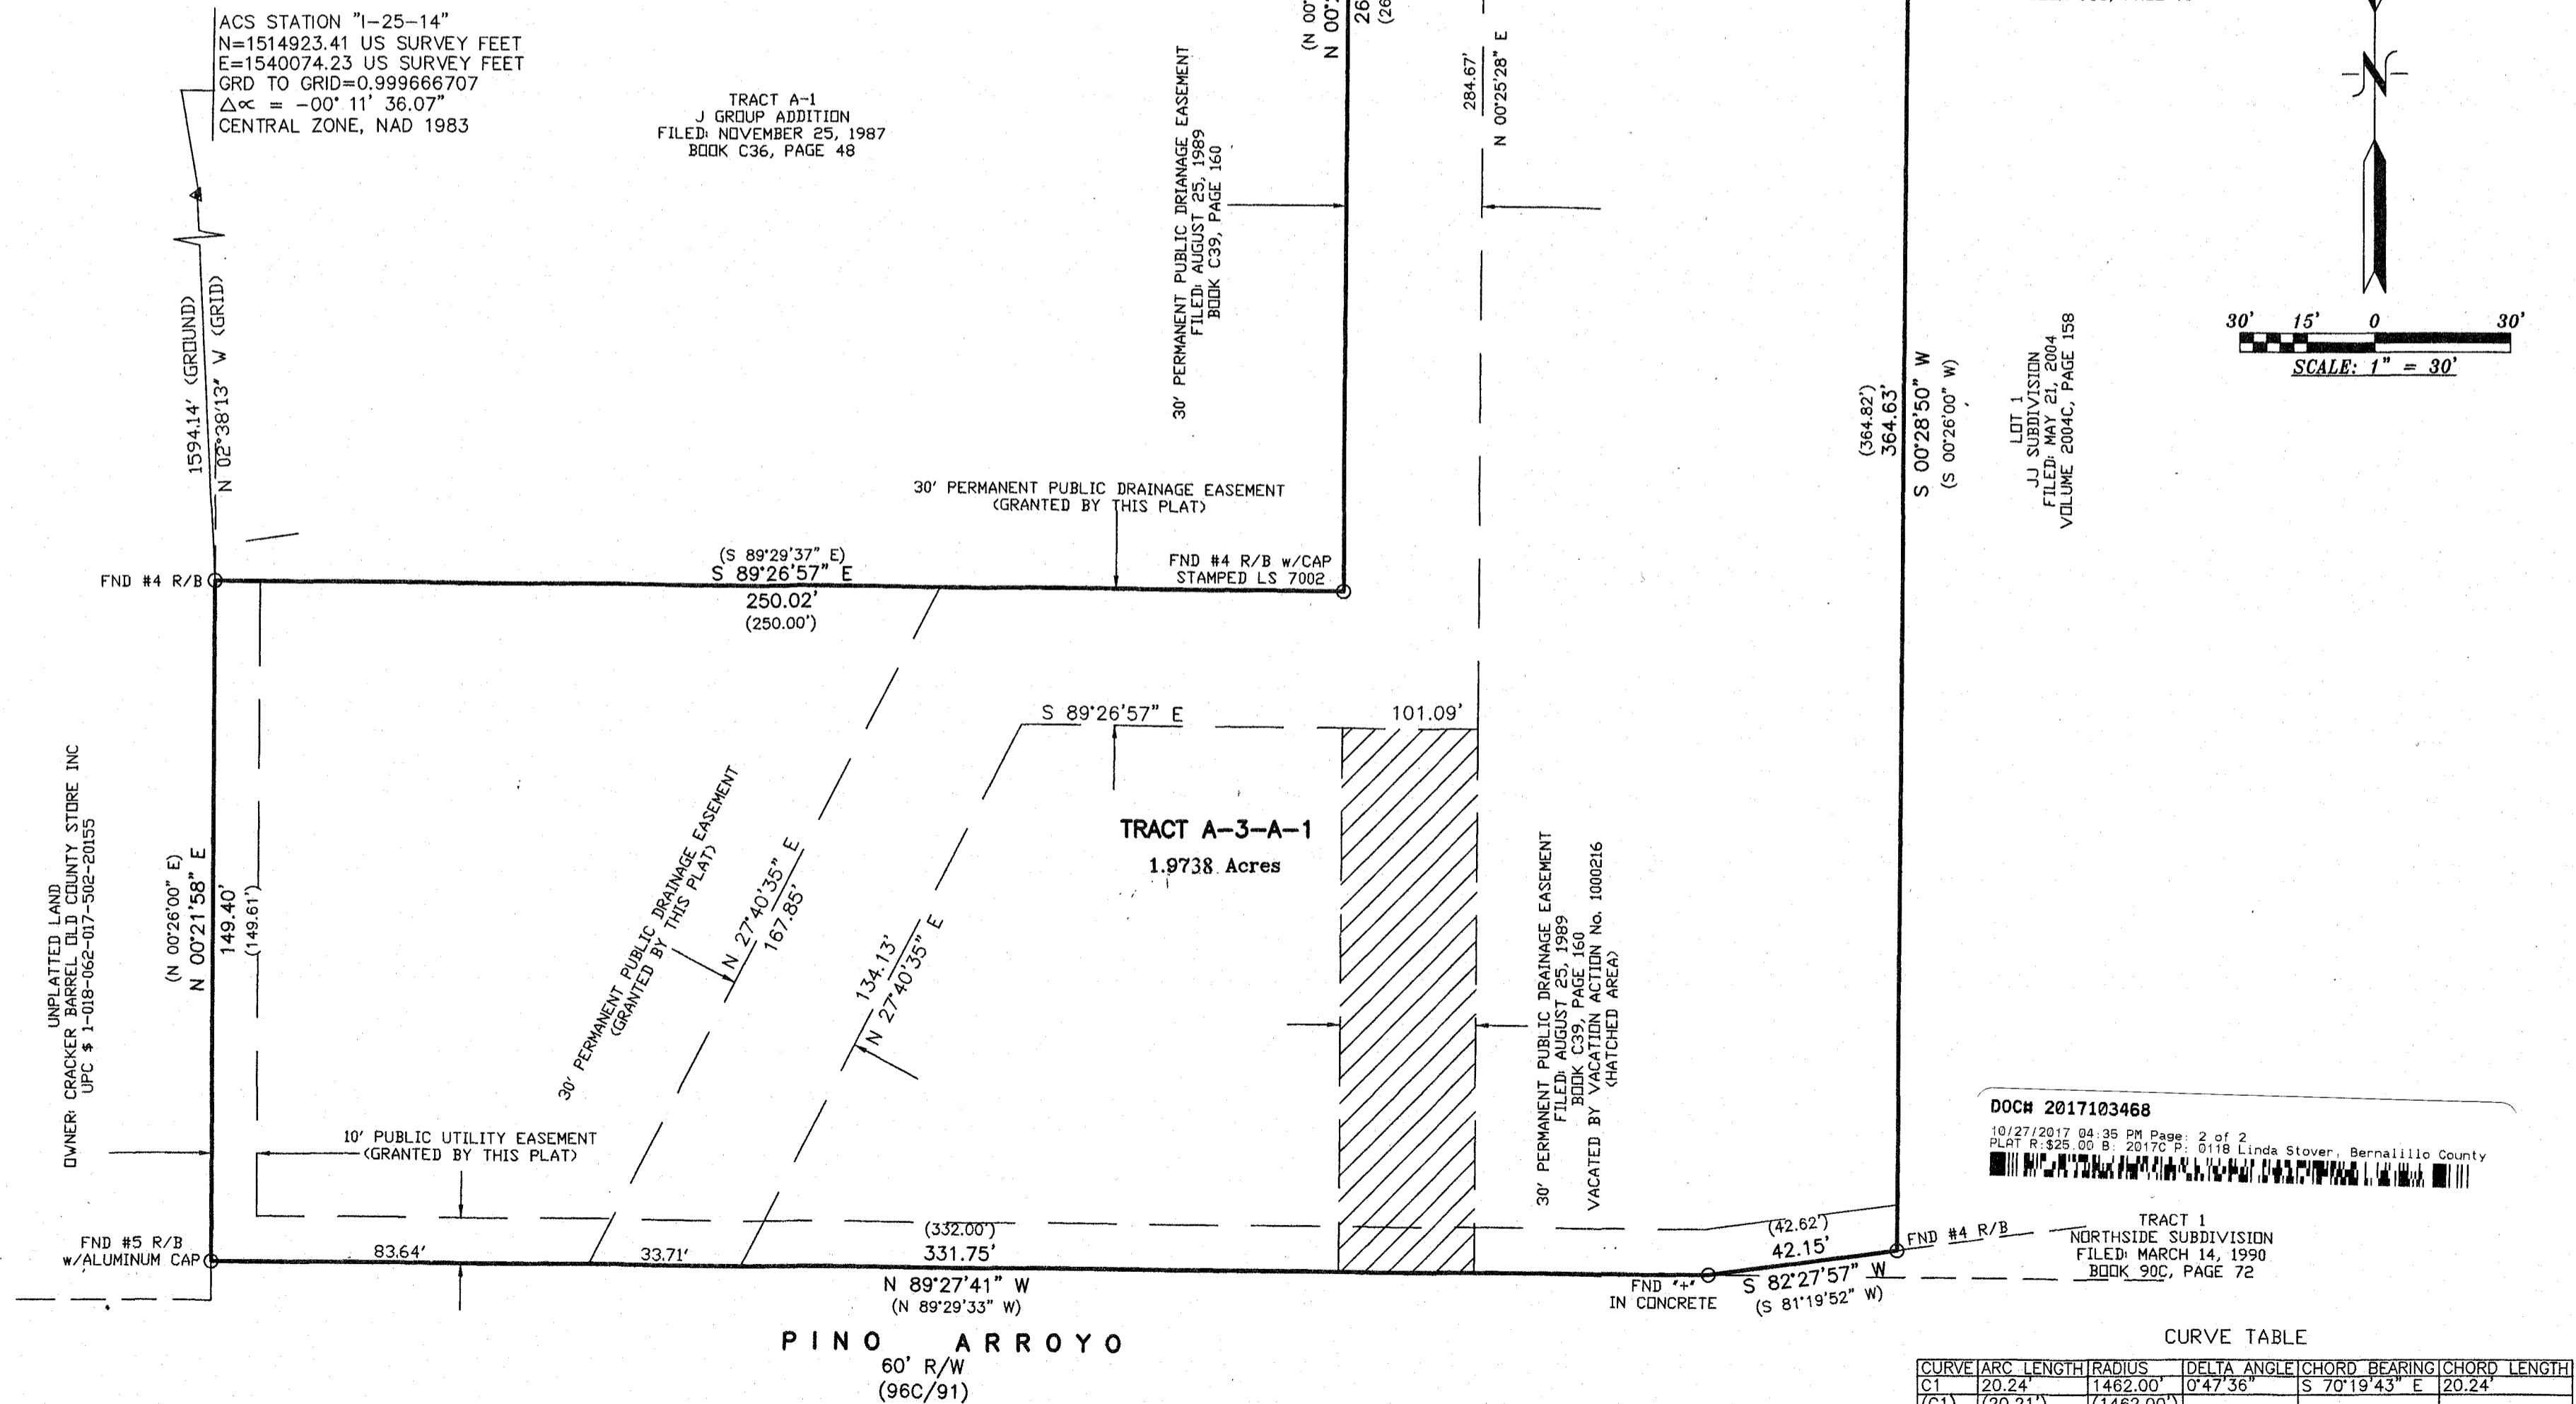 ACS STATION "I-25-14"
N=1514923.41 US SURVEY FEET
E=1540074.23 US SURVEY FEET
GRD TO GRID=0.999666707
△∝ = -00° 11' 36.07"
CENTRAL ZONE, NAD 1983
TRACT A-1
J GROUP ADDITION
FILED: NOVEMBER 25, 1987
BOOK C36, PAGE 48
30' PERMANENT PUBLIC DRIANAGE EASEMENT
FILED: AUGUST 25, 1989
BOOK C39, PAGE 160
284.67'
N 00°25'28" E
N
30' 15' 0 30'
SCALE: 1" = 30'
1594.14' (GROUND)
N 02°38'13" W (GRID)
(364.82')
364.63'
S 00°28'50" W
(S 00°26'00" W)
LOT 1
JJ SUBDIVISION
FILED: MAY 21, 2004
VOLUME 2004C, PAGE 158
30' PERMANENT PUBLIC DRAINAGE EASEMENT
(GRANTED BY THIS PLAT)
FND #4 R/B
(S 89°29'37" E)
S 89°26'57" E
250.02'
(250.00')
FND #4 R/B w/CAP
STAMPED LS 7002
S 89°26'57" E
101.09'
TRACT A-3-A-1
1.9738 Acres
UNPLATTED LAND
OWNER: CRACKER BARREL OLD COUNTY STORE INC
UPC $ 1-018-062-017-502-20155
(N 00°26'00" E)
N 00°21'58" E
149.40'
(149.61')
30' PERMANENT PUBLIC DRAINAGE EASEMENT
(GRANTED BY THIS PLAT)
N 27°40'35" E
167.85'
134.13'
N 27°40'35" E
30' PERMANENT PUBLIC DRAINAGE EASEMENT
FILED: AUGUST 25, 1989
BOOK C39, PAGE 160
VACATED BY VACATION ACTION No. 1000216
(HATCHED AREA)
10' PUBLIC UTILITY EASEMENT
(GRANTED BY THIS PLAT)
DOC# 2017103468
10/27/2017 04:35 PM Page: 2 of 2
PLAT R:$25.00 B: 2017C P: 0118 Linda Stover, Bernalillo County
FND #5 R/B
w/ALUMINUM CAP
83.64'
33.71'
(332.00')
331.75'
N 89°27'41" W
(N 89°29'33" W)
FND "+"
IN CONCRETE
(42.62')
42.15'
S 82°27'57" W
(S 81°19'52" W)
FND #4 R/B
TRACT 1
NORTHSIDE SUBDIVISION
FILED: MARCH 14, 1990
BOOK 90C, PAGE 72
PINO ARROYO
60' R/W
(96C/91)
CURVE TABLE
CURVE ARC LENGTH RADIUS DELTA ANGLE CHORD BEARING CHORD LENGTH
C1 20.24' 1462.00' 0°47'36" S 70°19'43" E 20.24'
(C1) (20.21') (1462.00')